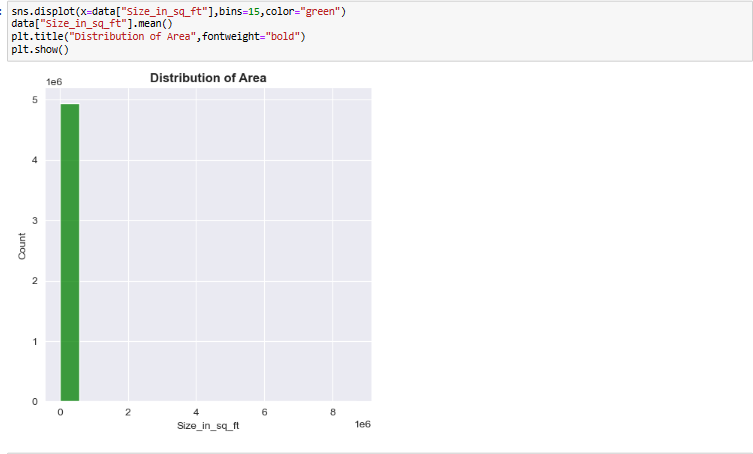 sns.displot(x=data["Size_in_sq_ft"],bins=15,color="green")
data["Size_in_sq_ft"].mean()
plt.title("Distribution of Area",fontweight="bold")
plt.show()
Distribution of Area
1e6
5
4
3
2
1
0
Count
0 2 4 6 8
1e6
Size_in_sq_ft